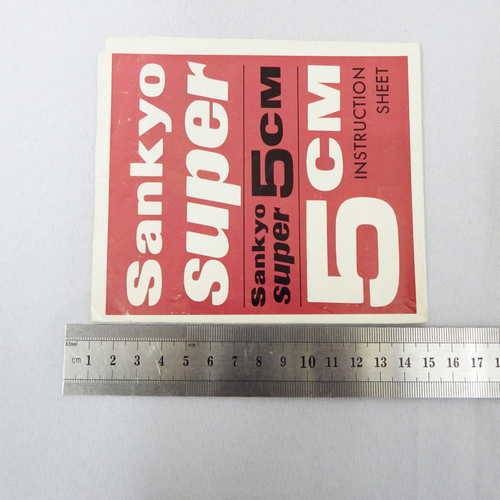 Sankyo
super
Sankyo
super
5CM
5CM
INSTRUCTION
SHEET
cm 1 2 3 4 5 6 7 8 9 10 11 12 13 14 15 16 17